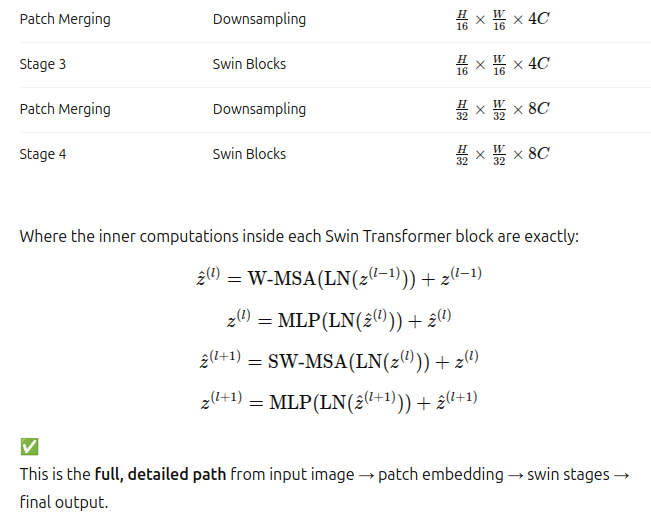 Patch Merging Downsampling H/16 × W/16 × 4C
Stage 3 Swin Blocks H/16 × W/16 × 4C
Patch Merging Downsampling H/32 × W/32 × 8C
Stage 4 Swin Blocks H/32 × W/32 × 8C
Where the inner computations inside each Swin Transformer block are exactly:
ẑ^(l) = W-MSA(LN(z^(l−1))) + z^(l−1)
z^(l) = MLP(LN(ẑ^(l))) + ẑ^(l)
ẑ^(l+1) = SW-MSA(LN(z^(l))) + z^(l)
z^(l+1) = MLP(LN(ẑ^(l+1))) + ẑ^(l+1)
✅
This is the full, detailed path from input image → patch embedding → swin stages →
final output.